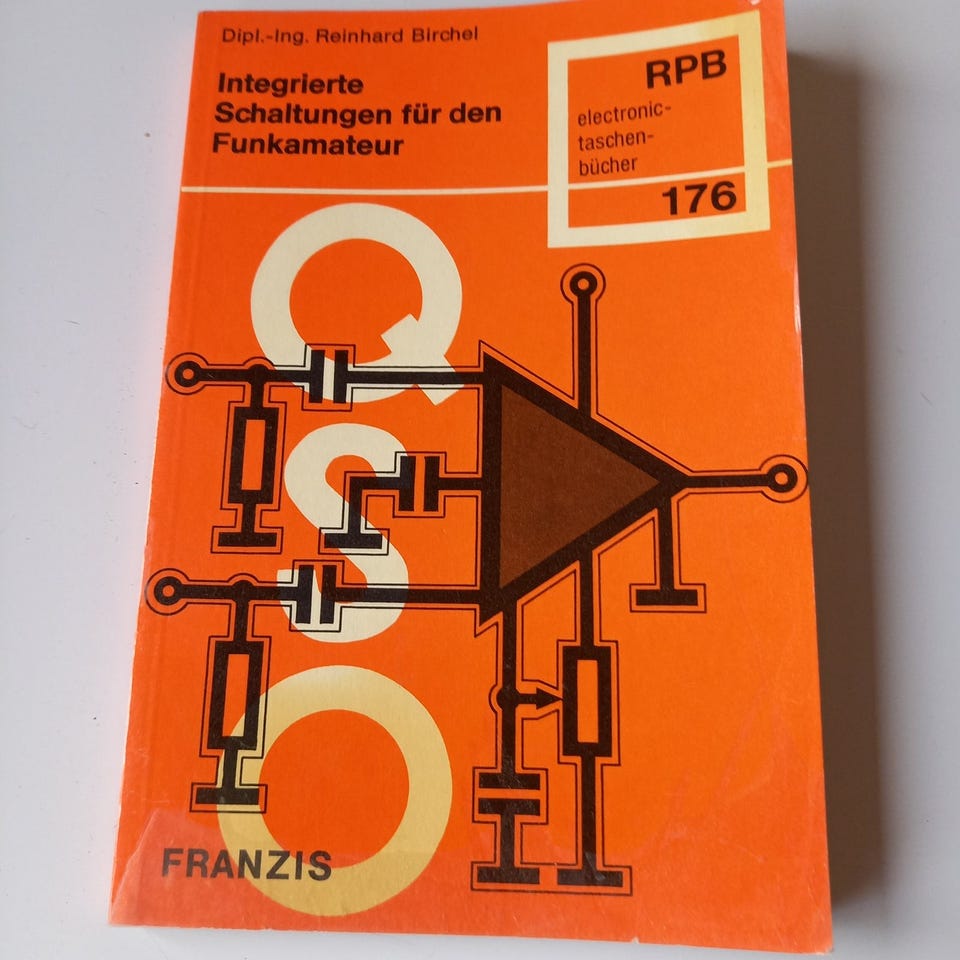 Dipl.-Ing. Reinhard Birchel
Integrierte
Schaltungen für den
Funkamateur
RPB
electronic-
taschen-
bücher
176
Q
S
O
FRANZIS